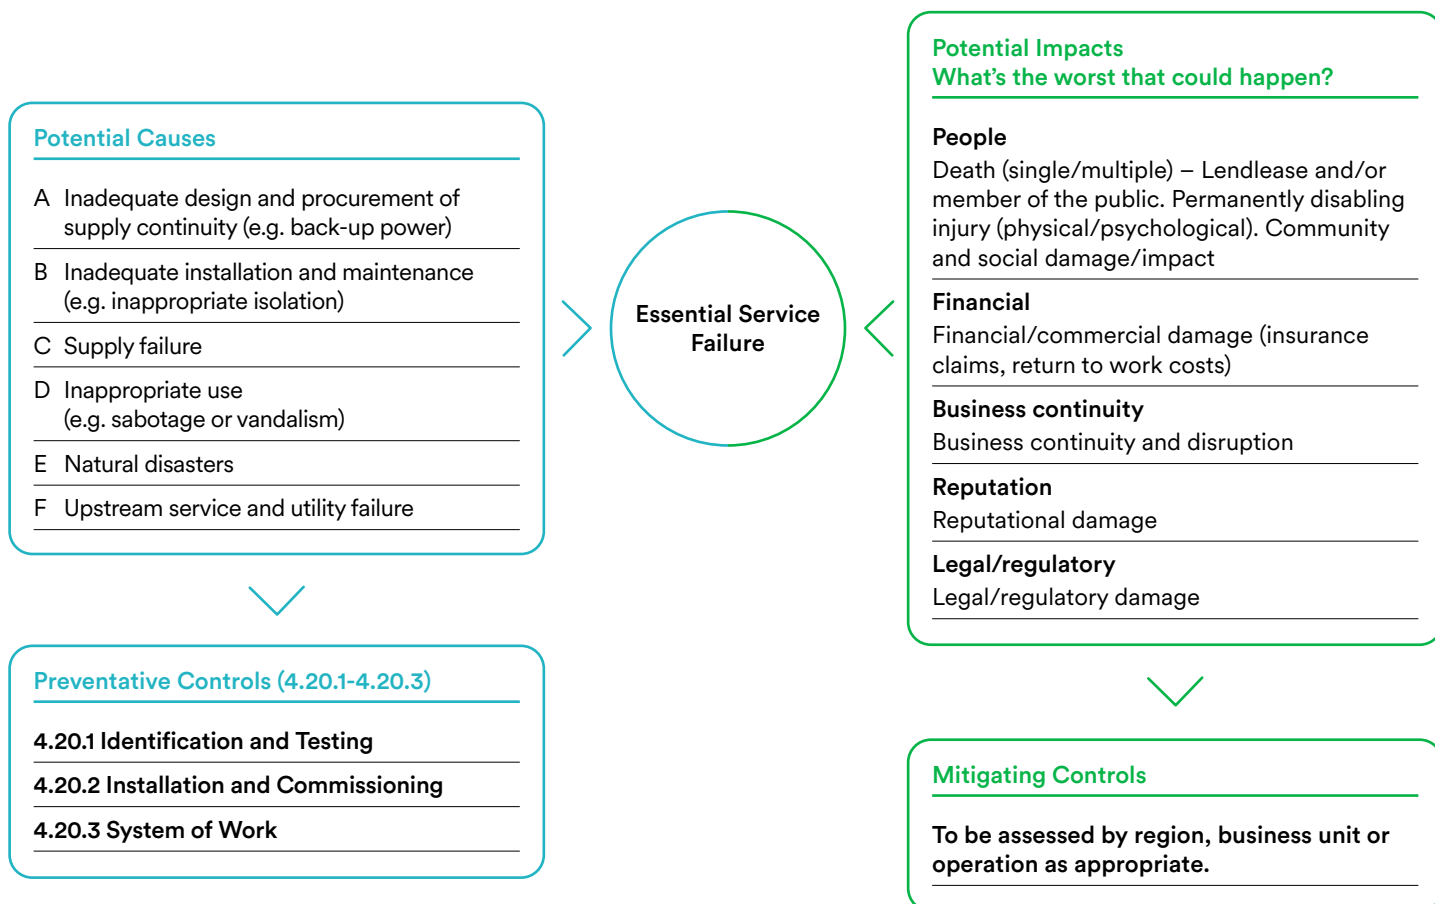 Potential Causes
A Inadequate design and procurement of
supply continuity (e.g. back-up power)
B Inadequate installation and maintenance
(e.g. inappropriate isolation)
C Supply failure
D Inappropriate use
(e.g. sabotage or vandalism)
E Natural disasters
F Upstream service and utility failure
Preventative Controls (4.20.1-4.20.3)
4.20.1 Identification and Testing
4.20.2 Installation and Commissioning
4.20.3 System of Work
Essential Service
Failure
Potential Impacts
What’s the worst that could happen?
People
Death (single/multiple) – Lendlease and/or
member of the public. Permanently disabling
injury (physical/psychological). Community
and social damage/impact
Financial
Financial/commercial damage (insurance
claims, return to work costs)
Business continuity
Business continuity and disruption
Reputation
Reputational damage
Legal/regulatory
Legal/regulatory damage
Mitigating Controls
To be assessed by region, business unit or
operation as appropriate.